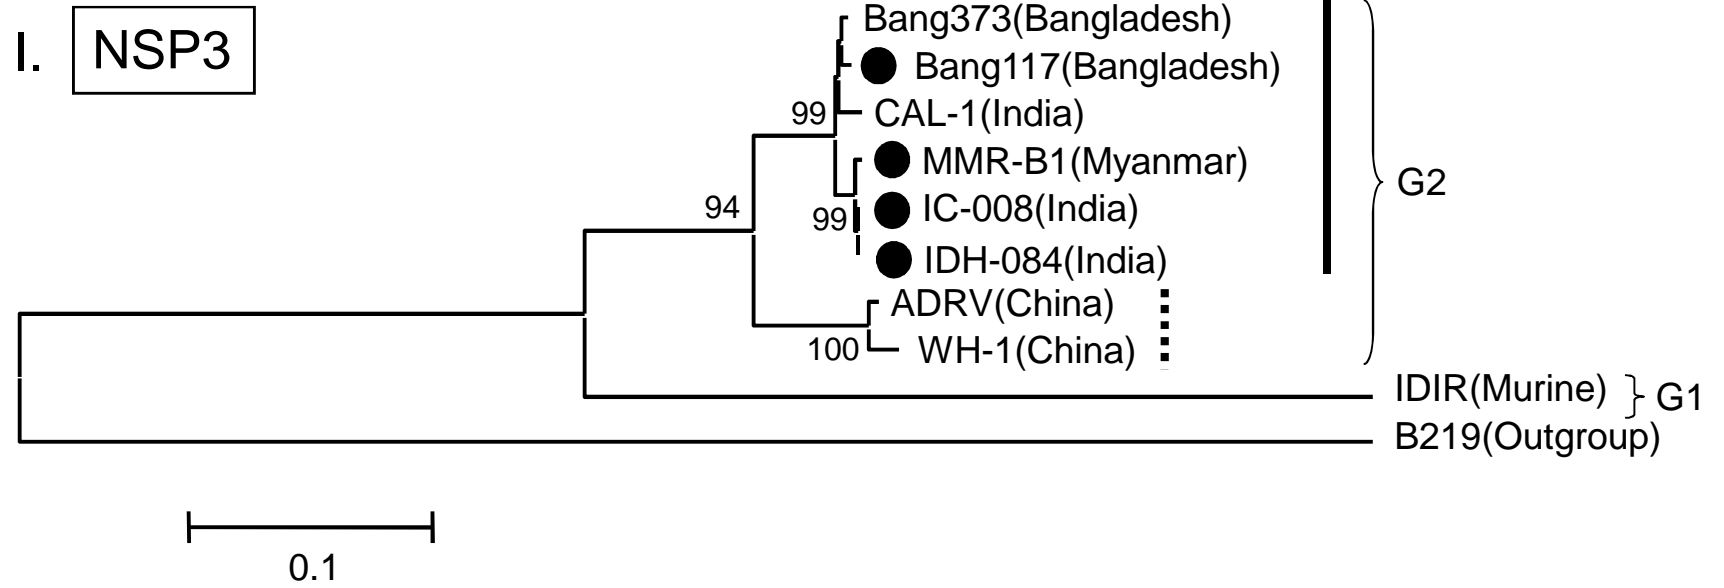 I. NSP3
Bang373(Bangladesh)
Bang117(Bangladesh)
99 CAL-1(India)
MMR-B1(Myanmar)
G2
94
99 IC-008(India)
IDH-084(India)
ADRV(China)
100 WH-1(China)
IDIR(Murine) G1
B219(Outgroup)
0.1